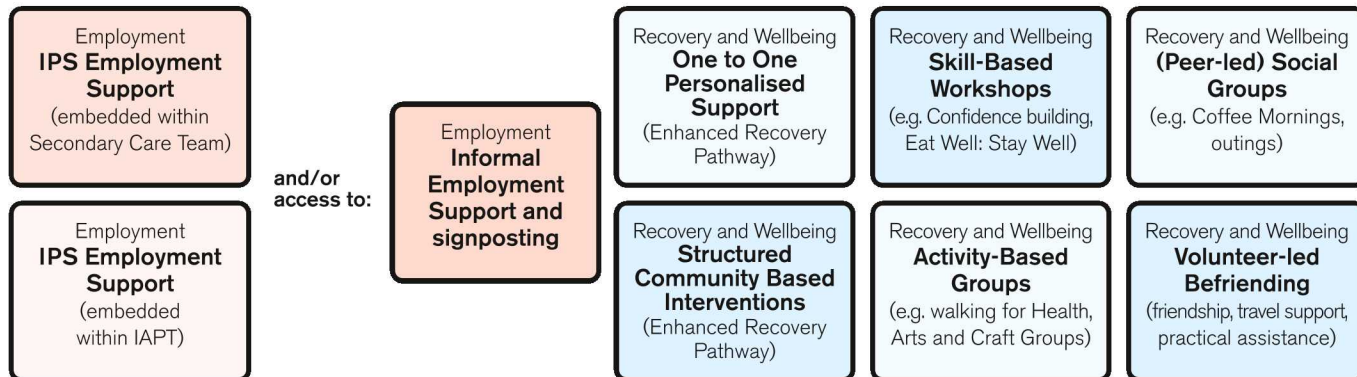 Employment
IPS Employment
Support
(embedded within
Secondary Care Team)
Employment
IPS Employment
Support
(embedded
within IAPT)
and/or
access to:
Employment
Informal
Employment
Support and
signposting
Recovery and Wellbeing
One to One
Personalised
Support
(Enhanced Recovery
Pathway)
Recovery and Wellbeing
Skill-Based
Workshops
(e.g. Confidence building,
Eat Well: Stay Well)
Recovery and Wellbeing
(Peer-led) Social
Groups
(e.g. Coffee Mornings,
outings)
Recovery and Wellbeing
Structured
Community Based
Interventions
(Enhanced Recovery
Pathway)
Recovery and Wellbeing
Activity-Based
Groups
(e.g. walking for Health,
Arts and Craft Groups)
Recovery and Wellbeing
Volunteer-led
Befriending
(friendship, travel support,
practical assistance)